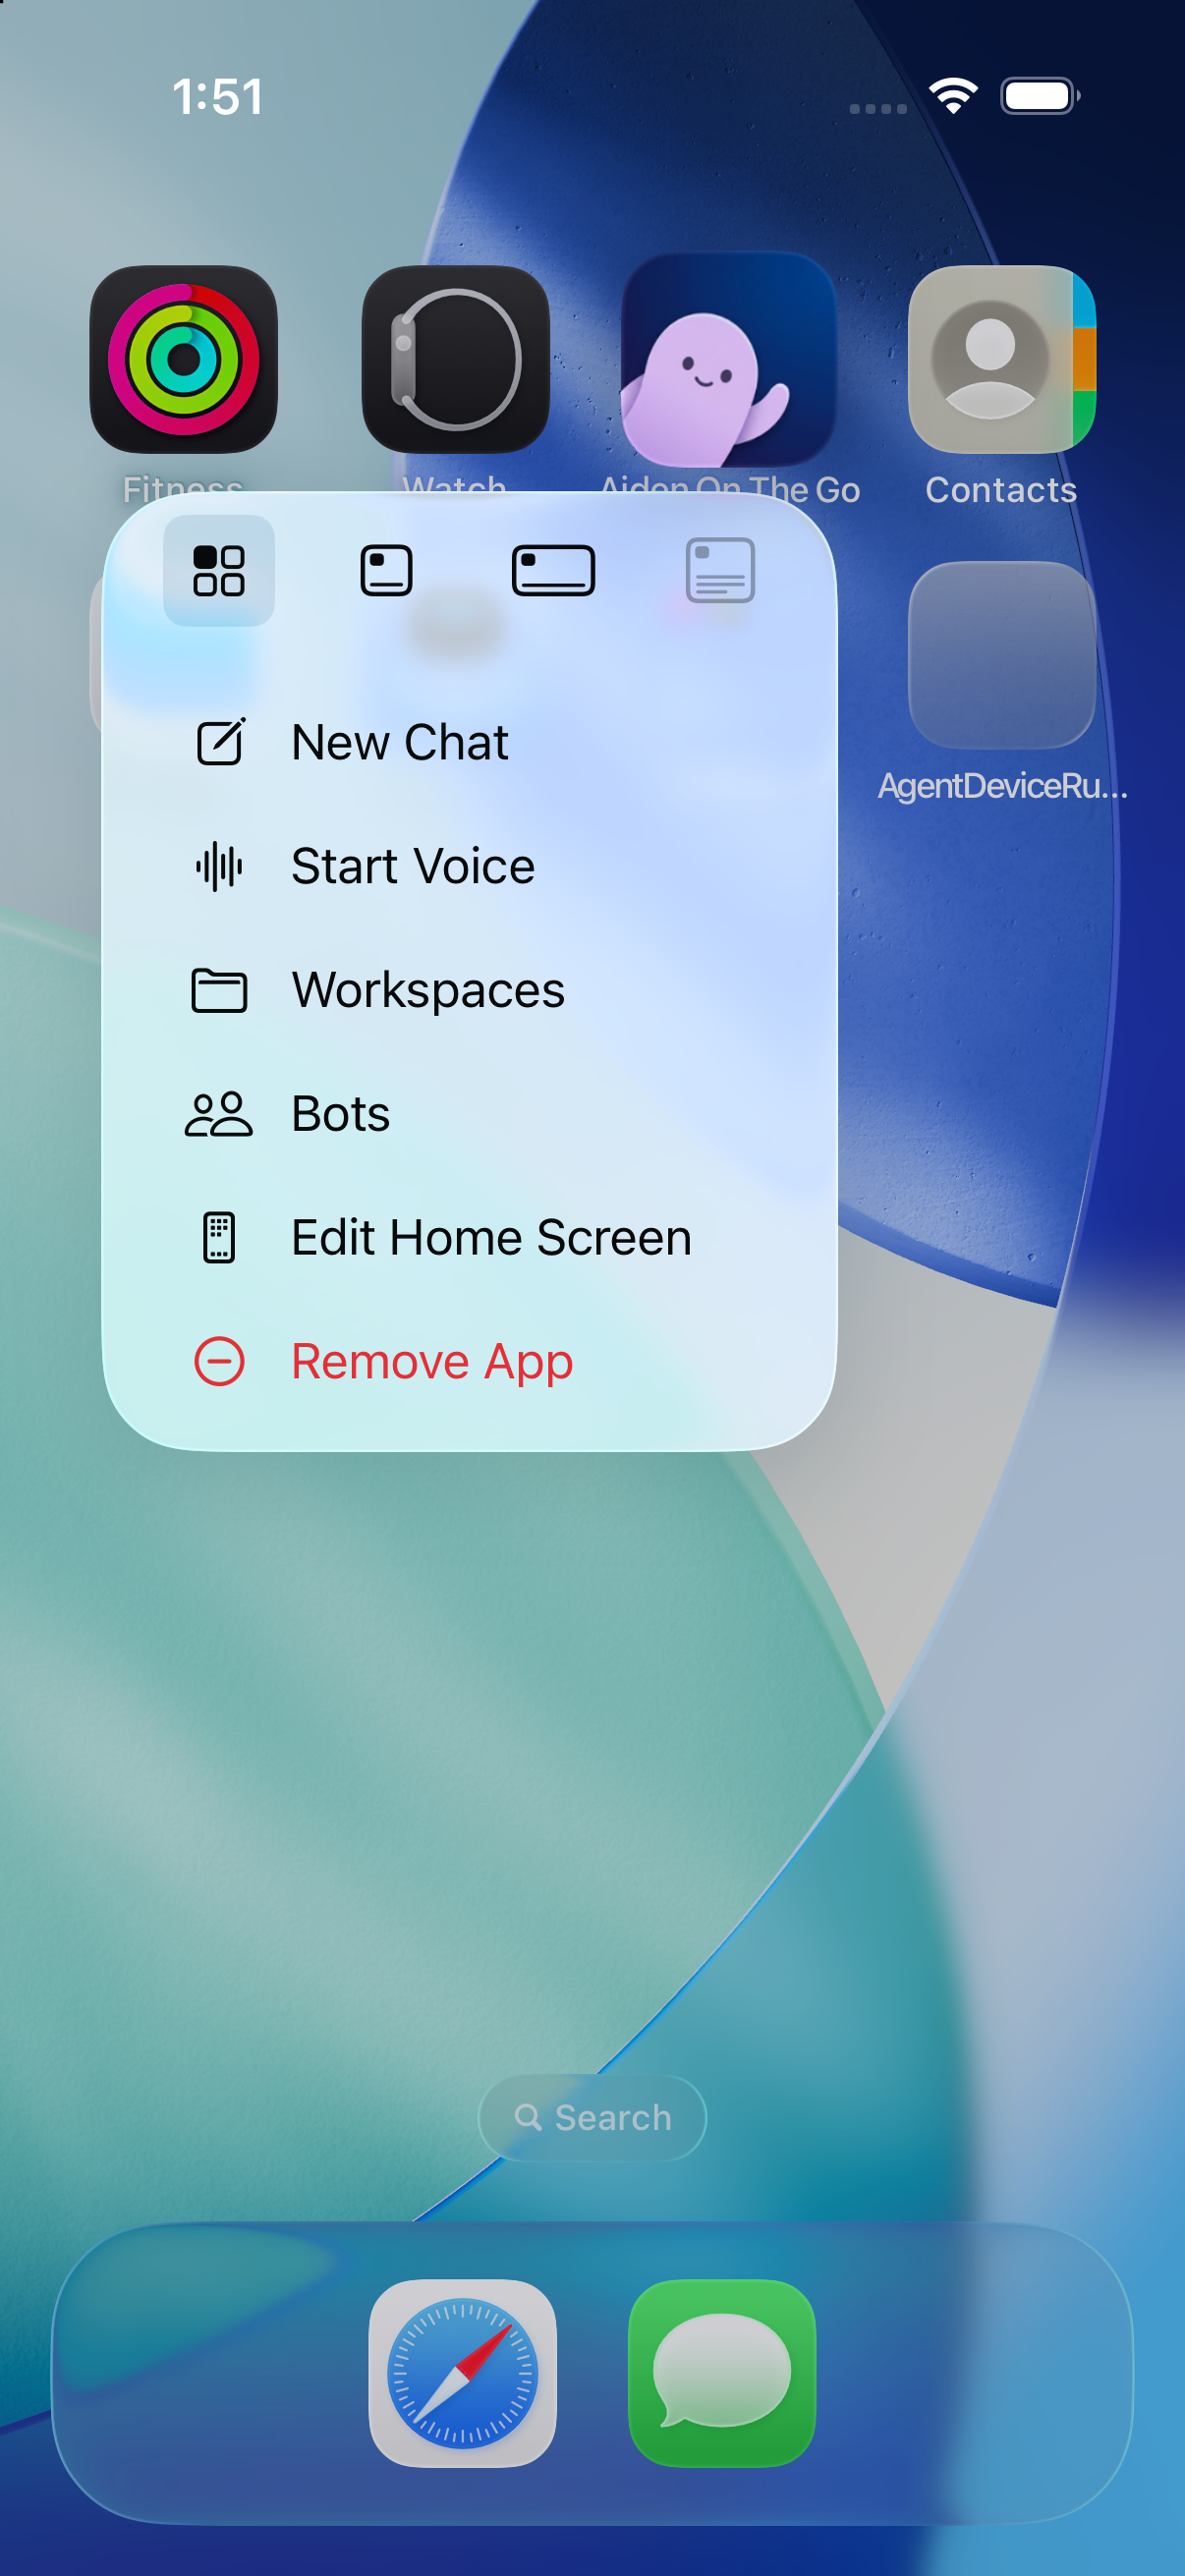 1:51
Fitness
Watch
Aiden On The Go
Contacts
New Chat
Start Voice
AgentDeviceRu...
Workspaces
Bots
Edit Home Screen
Remove App
Search